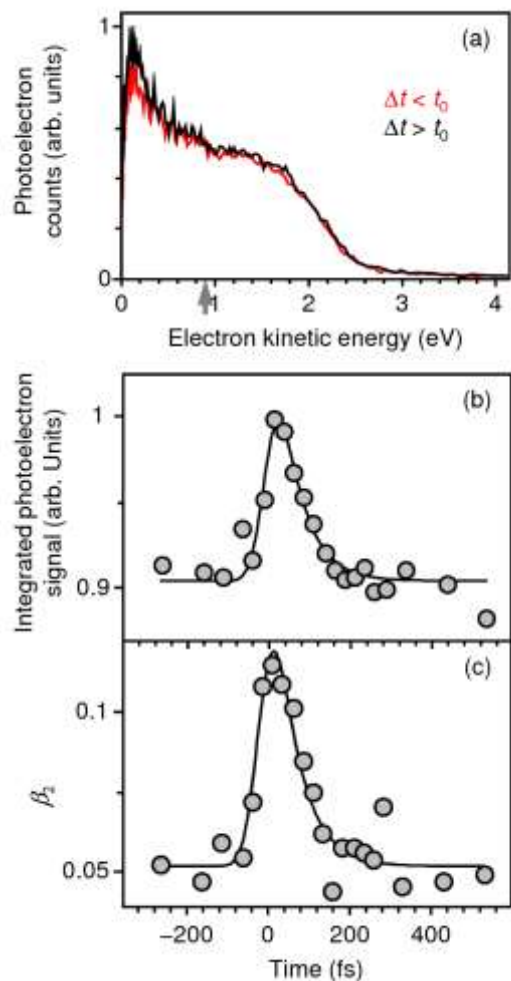 (a)
1
Δt < t₀
Δt > t₀
Photoelectron
counts (arb. units)
0
0 1 2 3 4
Electron kinetic energy (eV)
(b)
1
Integrated photoelectron
signal (arb. Units)
0.9
(c)
0.1
β₂
0.05
−200 0 200 400
Time (fs)